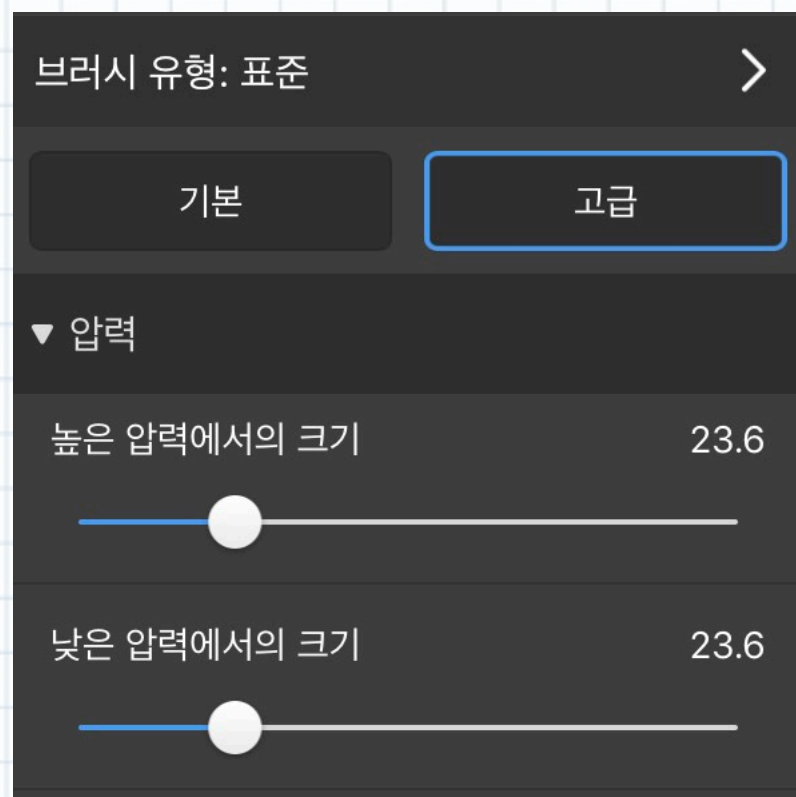 브러시 유형: 표준
기본 고급
▼ 압력
높은 압력에서의 크기 23.6
낮은 압력에서의 크기 23.6